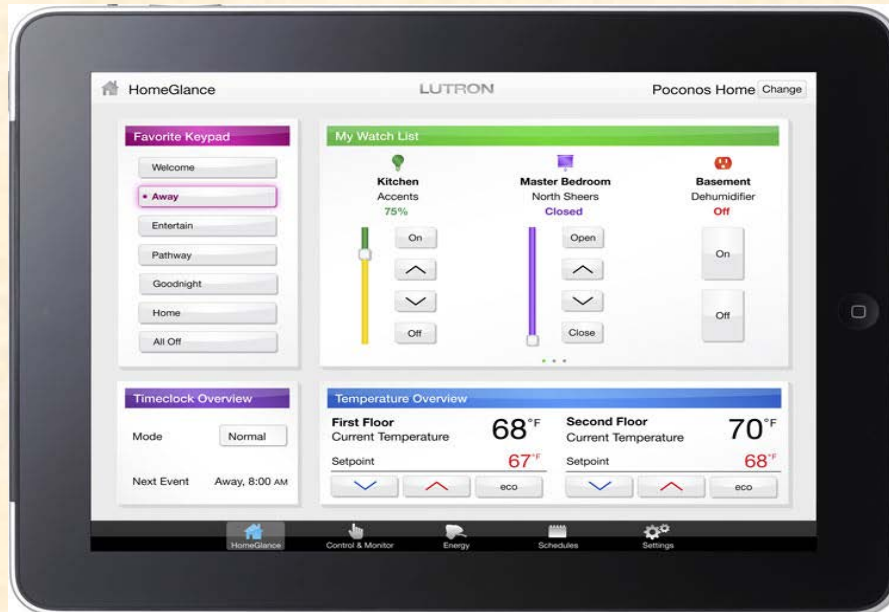 HomeGlance
LUTRON
Poconos Home Change
Favorite Keypad
Welcome
• Away
Entertain
Pathway
Goodnight
Home
All Off
My Watch List
Kitchen
Accents
75%
On
Off
Master Bedroom
North Sheers
Closed
Open
Close
Basement
Dehumidifier
Off
On
Off
Timeclock Overview
Mode Normal
Next Event Away, 8:00 AM
Temperature Overview
First Floor
Current Temperature 68°F
Setpoint 67°F
eco
Second Floor
Current Temperature 70°F
Setpoint 68°F
eco
HomeGlance Control & Monitor Energy Schedules Settings